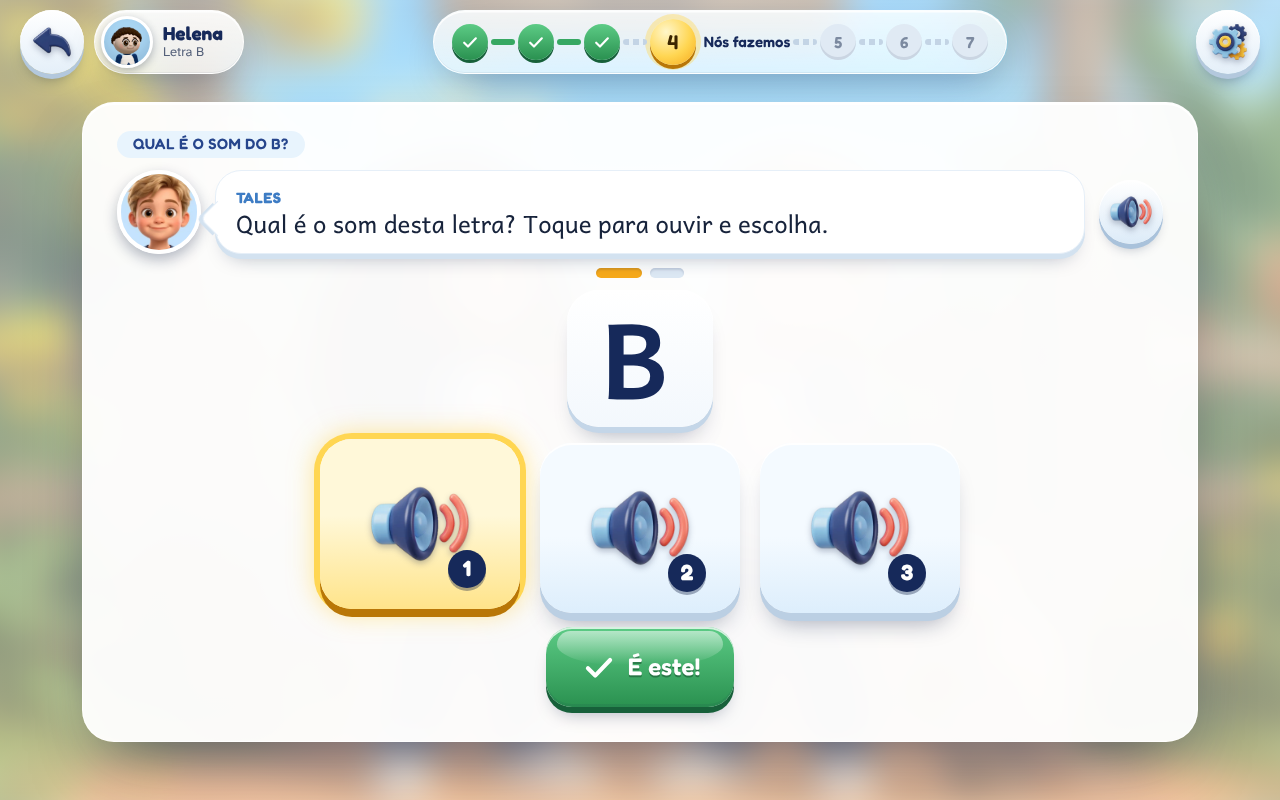 Helena
Letra B
4
Nós fazemos
5
6
7
QUAL É O SOM DO B?
TALES
Qual é o som desta letra? Toque para ouvir e escolha.
B
1
2
3
É este!